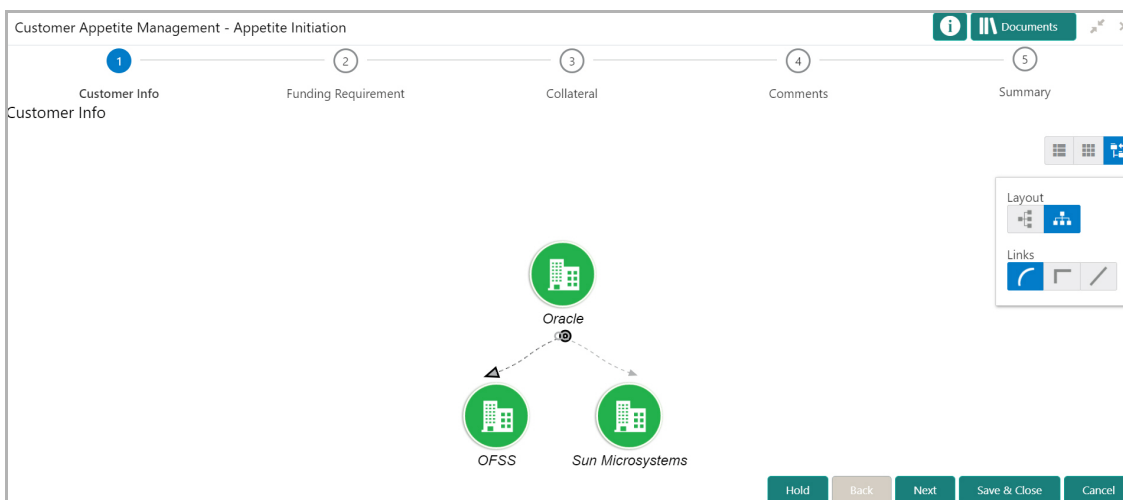 Customer Appetite Management - Appetite Initiation
i Documents
1 2 3 4 5
Customer Info Funding Requirement Collateral Comments Summary
Customer Info
Layout
Links
Oracle
OFSS Sun Microsystems
Hold Back Next Save & Close Cancel